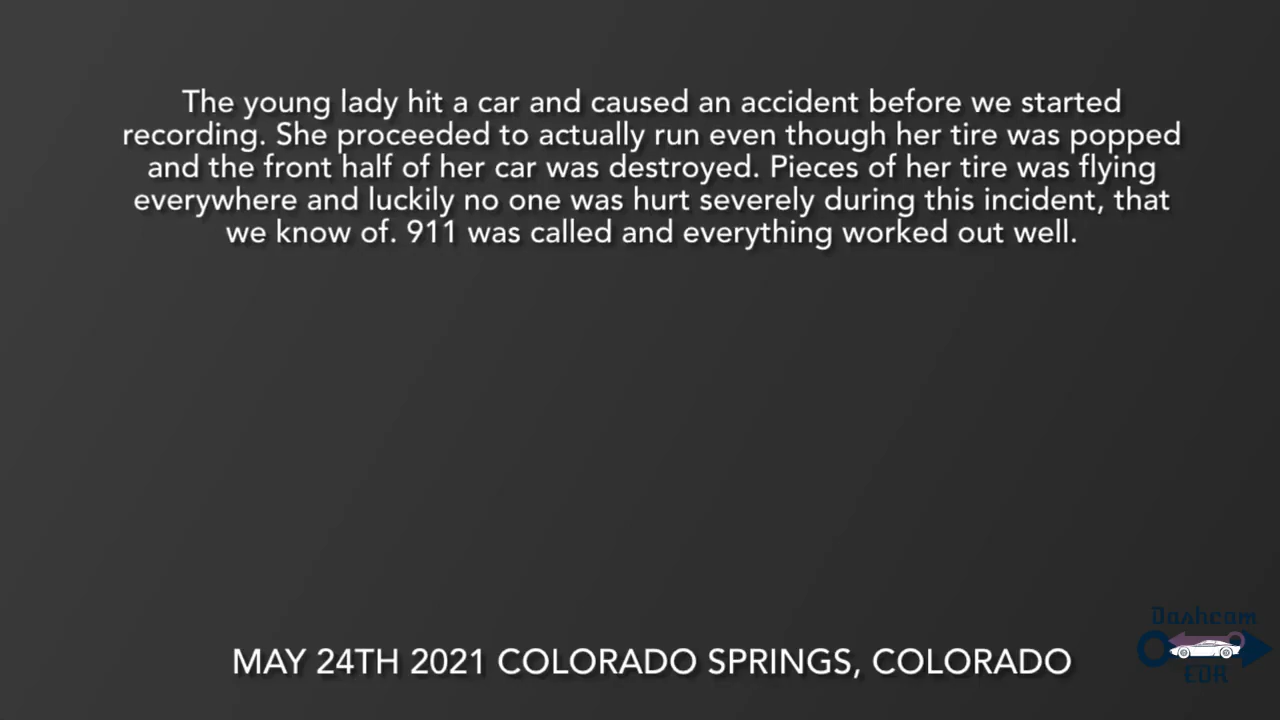 The young lady hit a car and caused an accident before we started
recording. She proceeded to actually run even though her tire was popped
and the front half of her car was destroyed. Pieces of her tire was flying
everywhere and luckily no one was hurt severely during this incident, that
we know of. 911 was called and everything worked out well.
MAY 24TH 2021 COLORADO SPRINGS, COLORADO
Dashcam
EDR